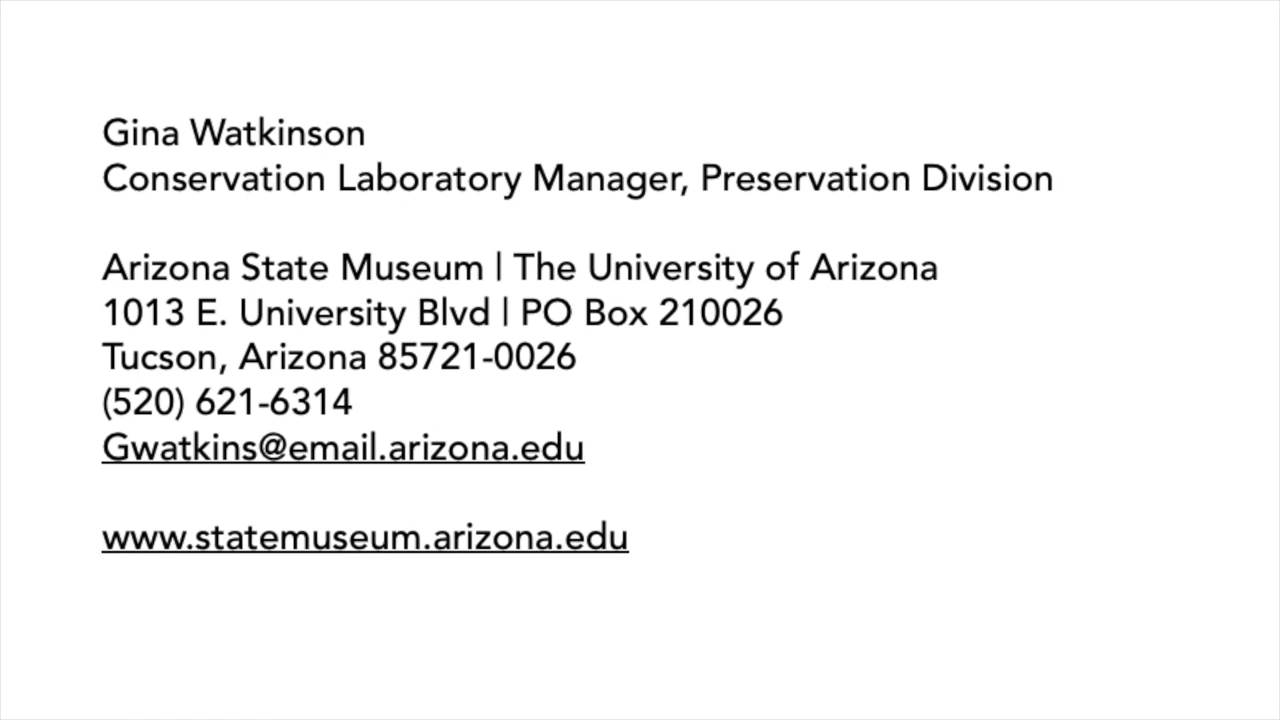 Gina Watkinson
Conservation Laboratory Manager, Preservation Division
Arizona State Museum | The University of Arizona
1013 E. University Blvd | PO Box 210026
Tucson, Arizona 85721-0026
(520) 621-6314
Gwatkins@email.arizona.edu
www.statemuseum.arizona.edu